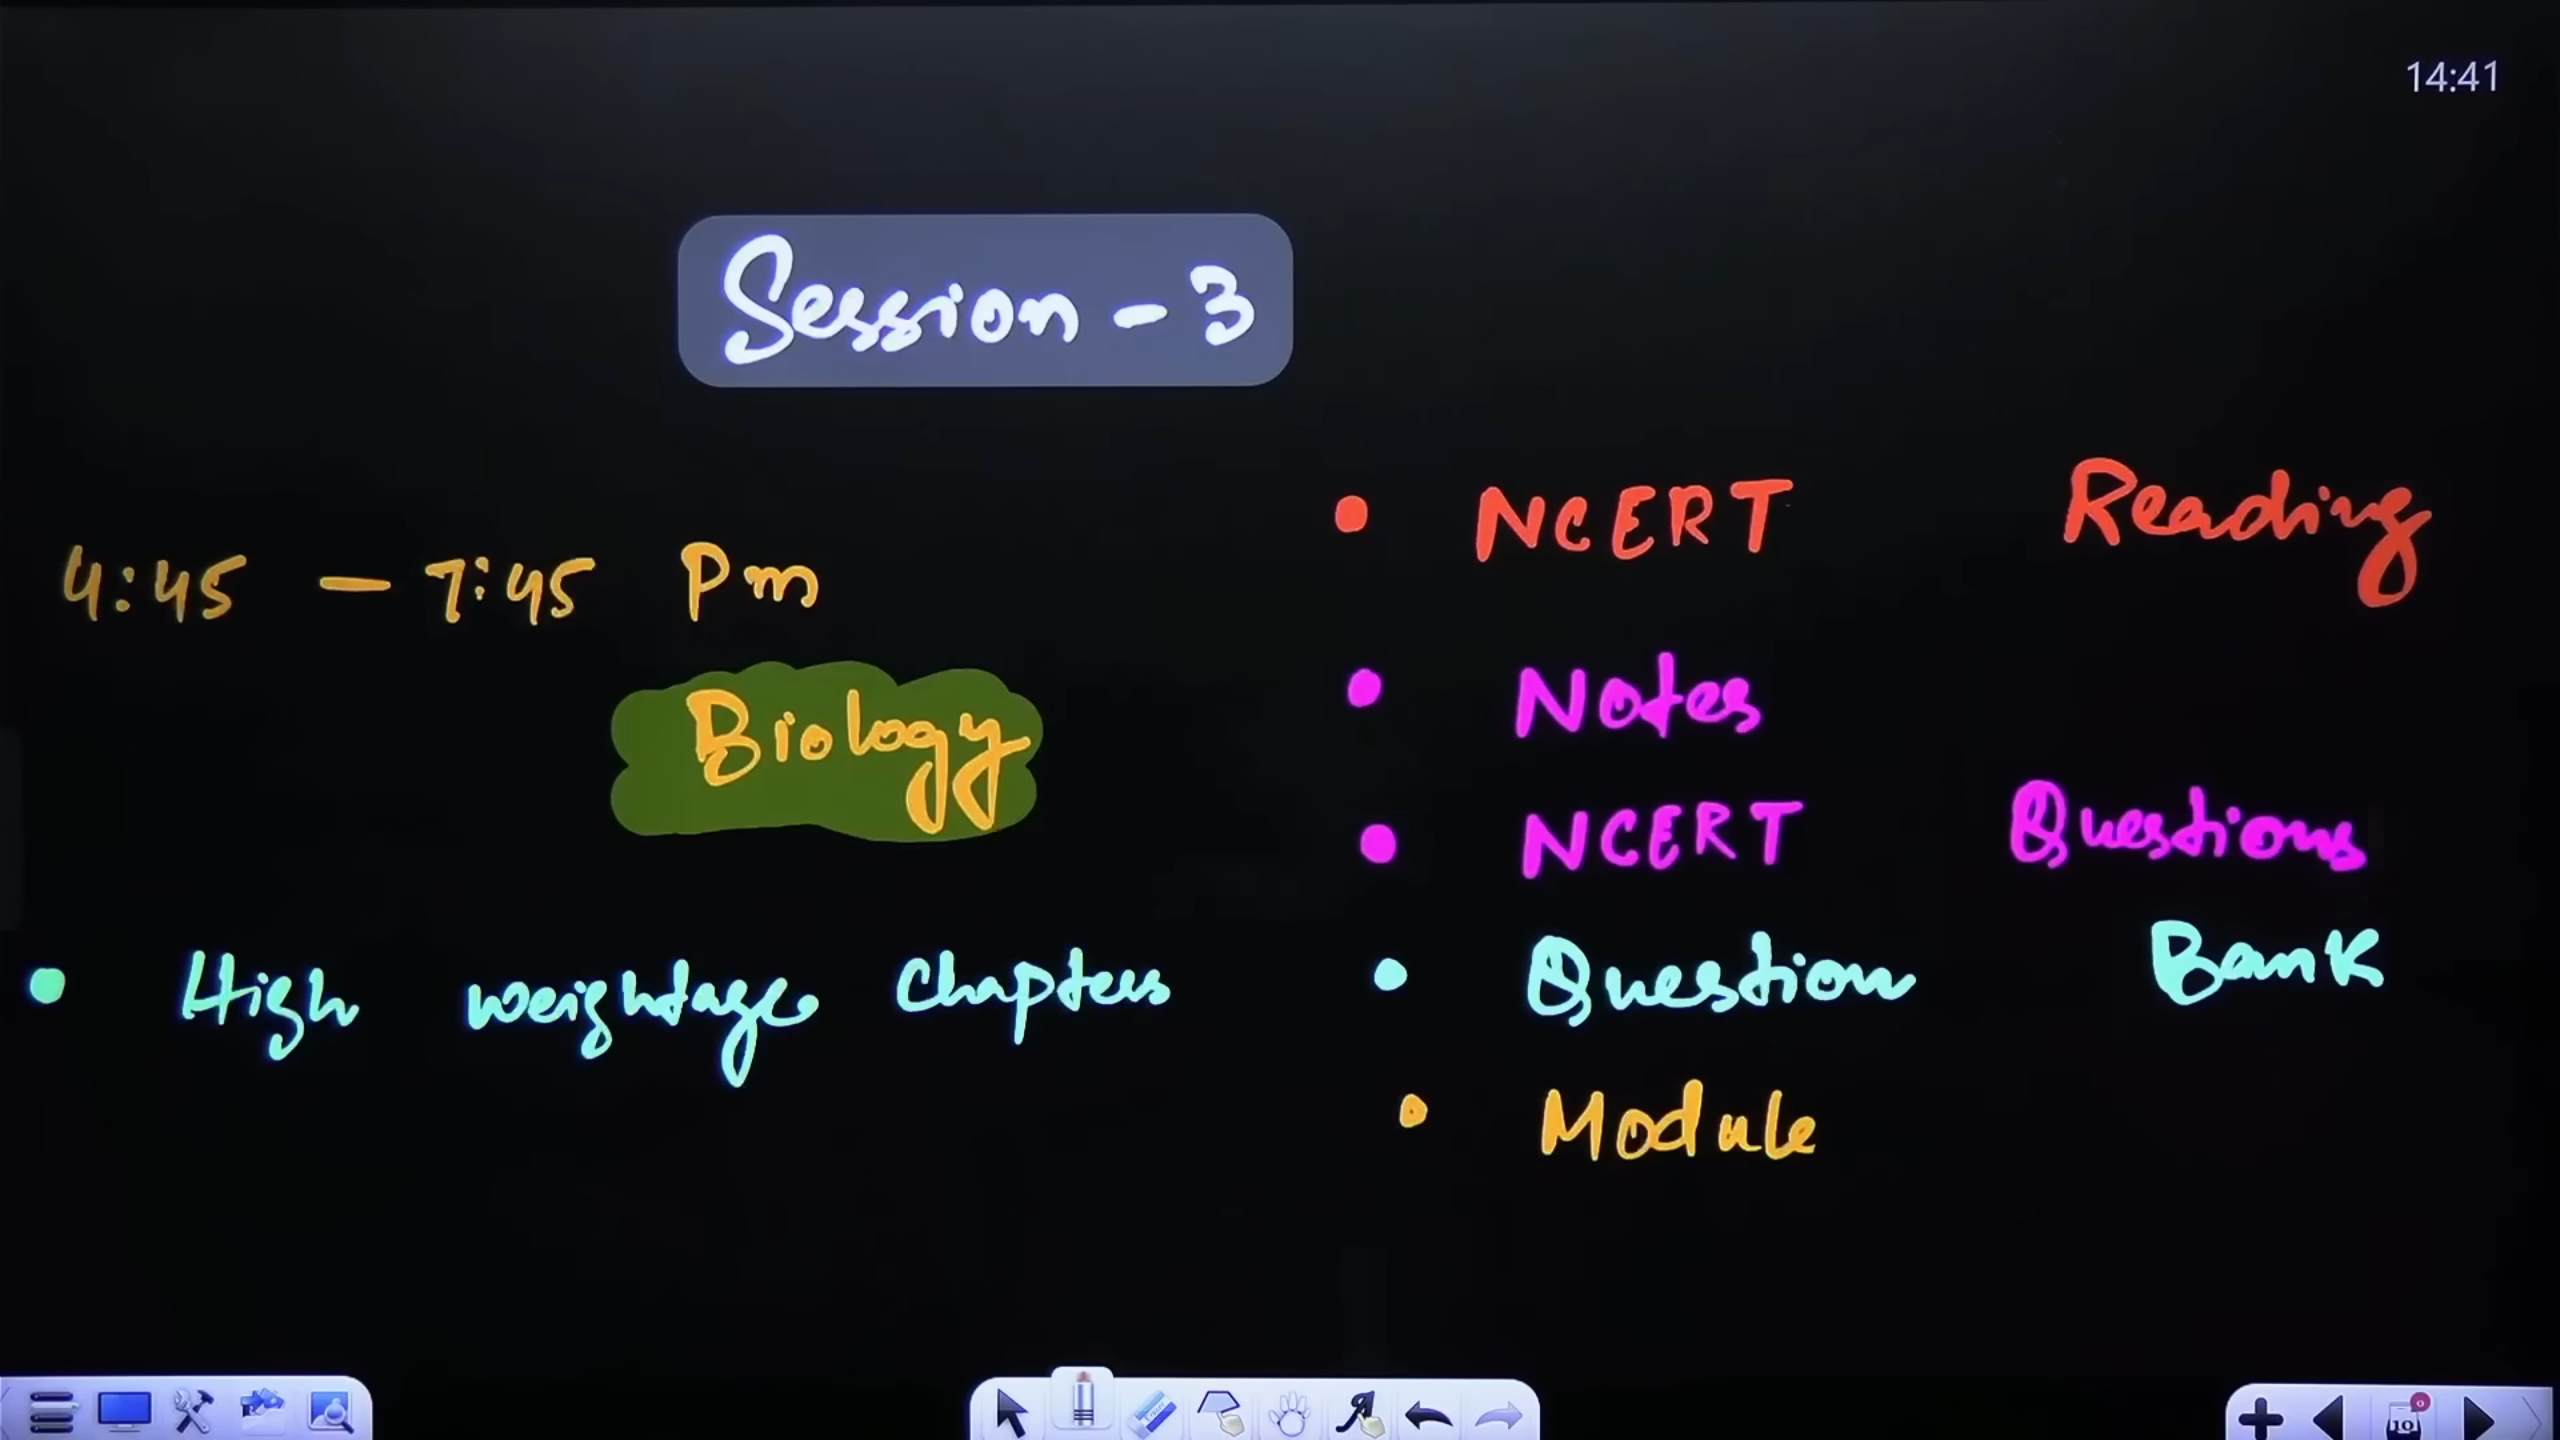 14:41
Session - 3
4:45 - 7:45 Pm
Biology
• High weightage Chapters
• NCERT Reading
• Notes
• NCERT Questions
• Question Bank
• Module
10